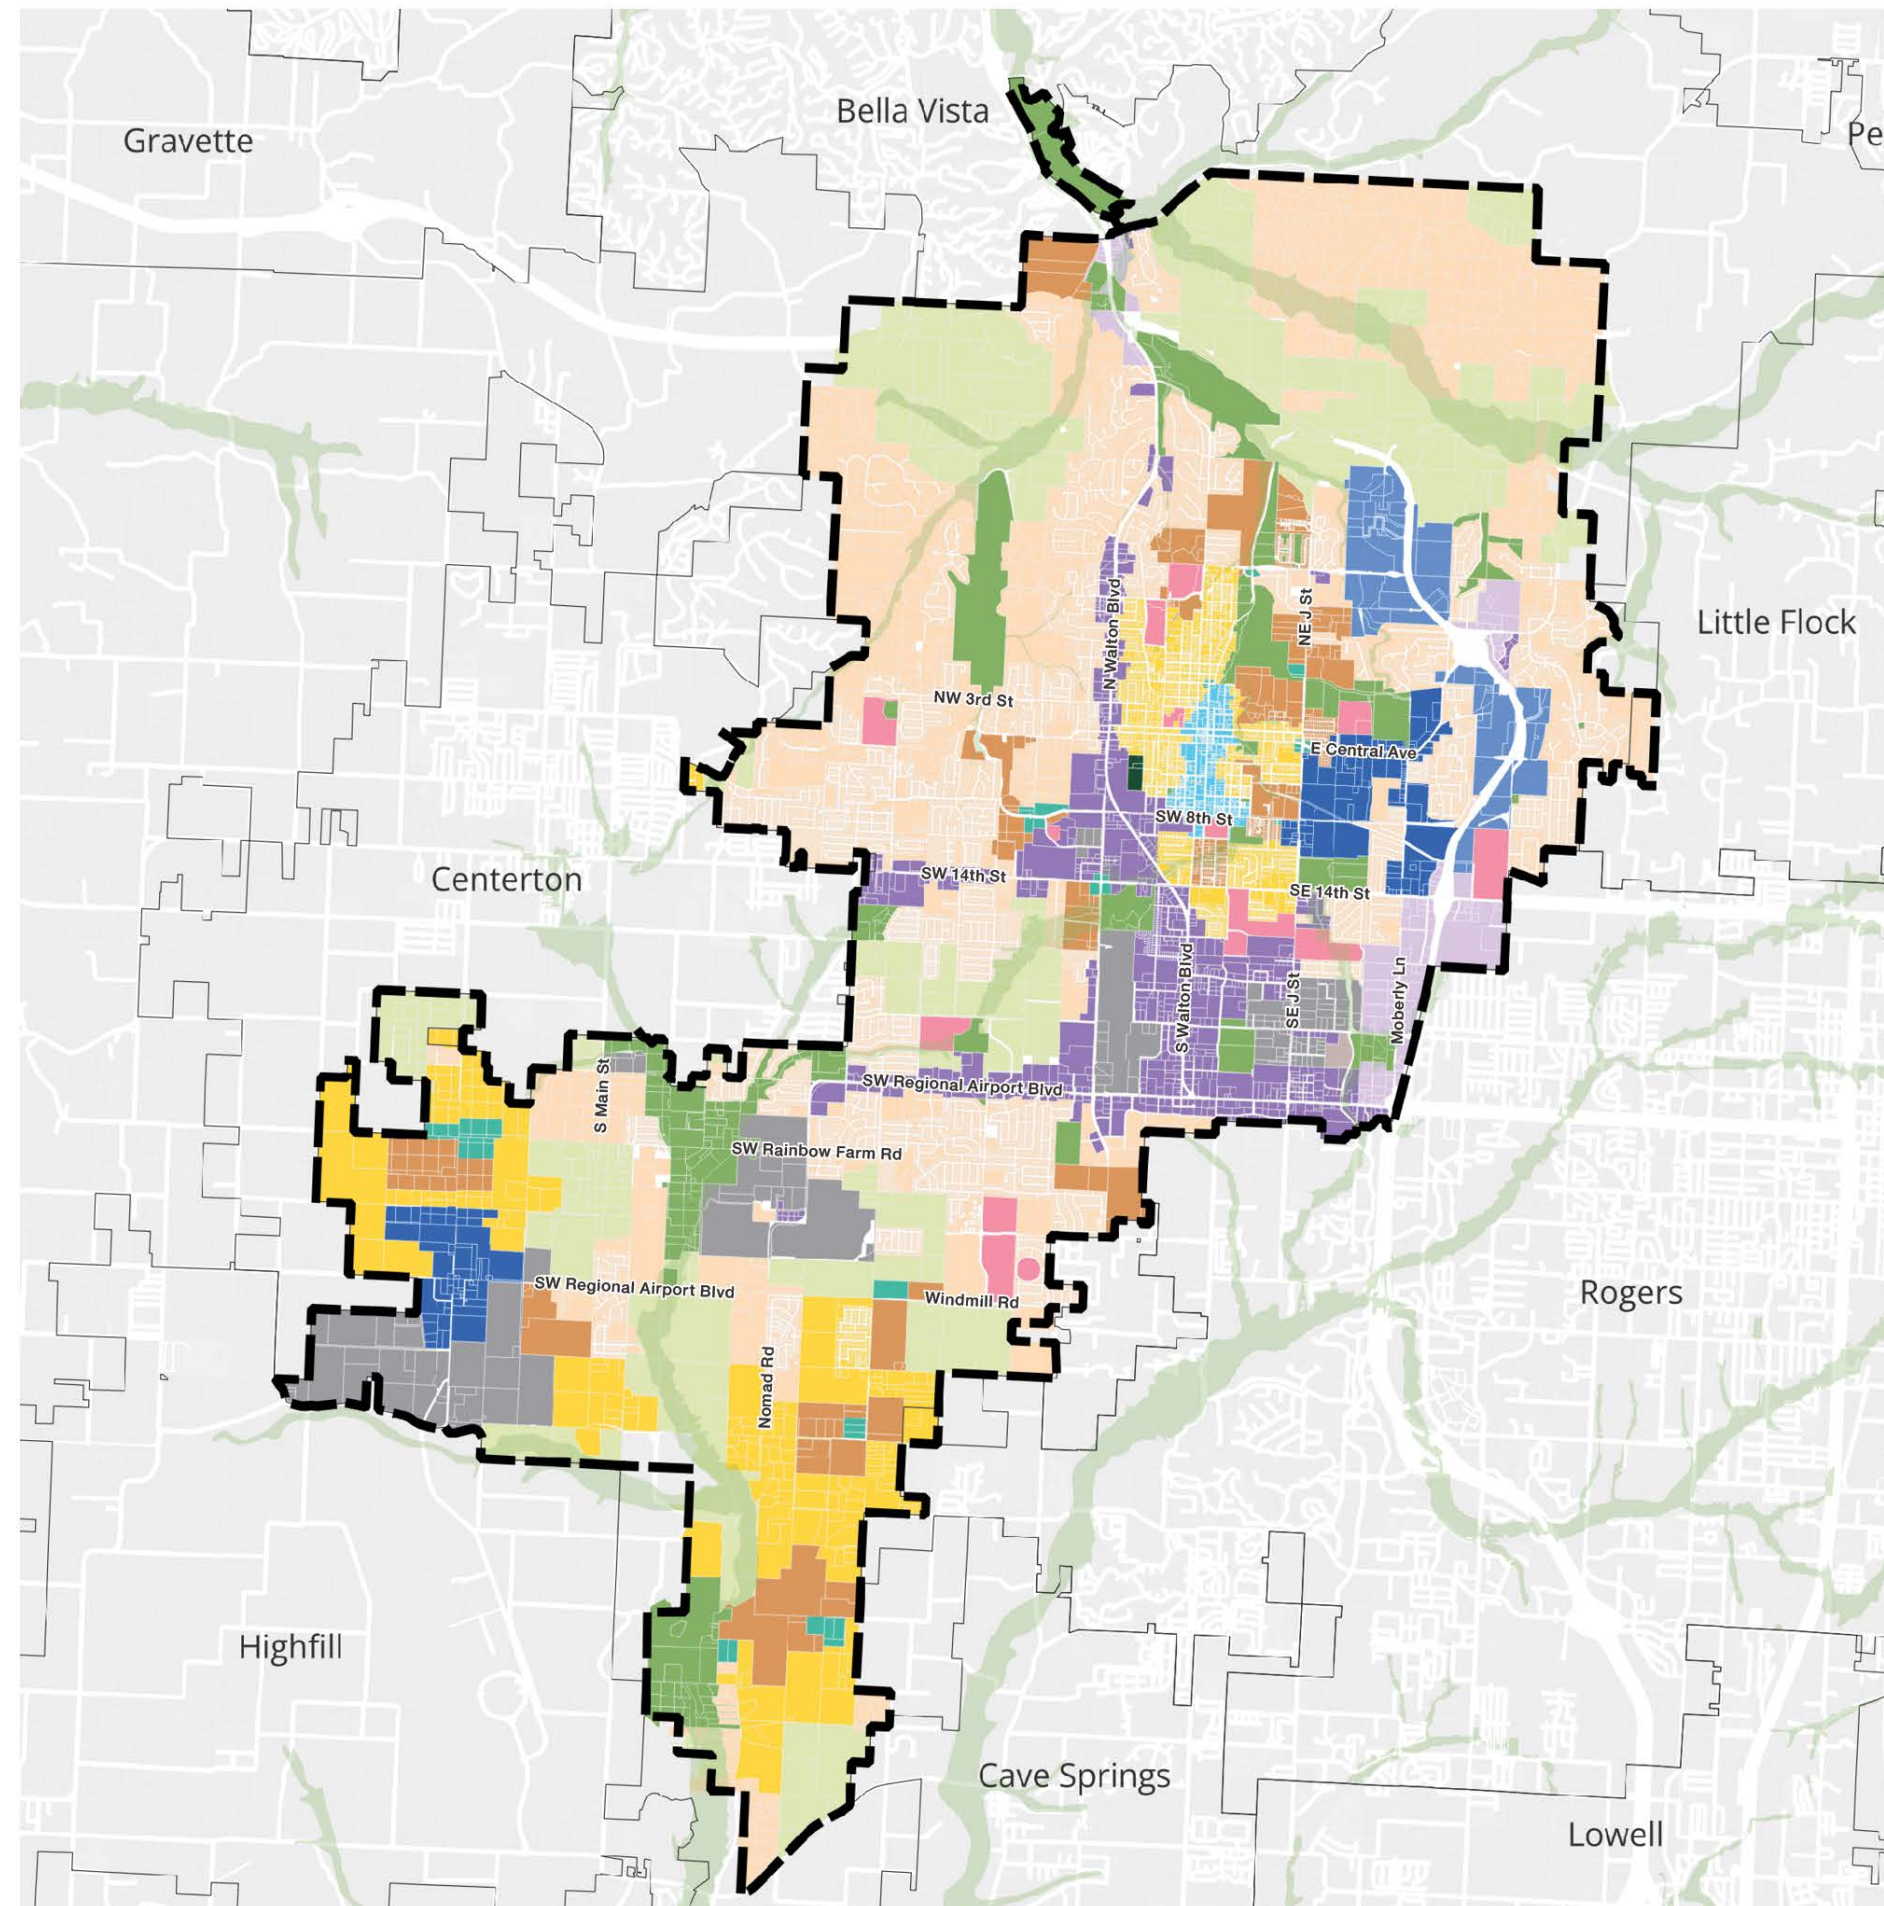 Bella Vista
Gravette
Pe
Little Flock
N Walton Blvd
NE J St
NW 3rd St
E Central Ave
SW 8th St
Centerton
SW 14th St
SE 14th St
S Walton Blvd
SE J St
Moberly Ln
S Main St
SW Regional Airport Blvd
SW Rainbow Farm Rd
SW Regional Airport Blvd
Windmill Rd
Rogers
Nomad Rd
Highfill
Cave Springs
Lowell